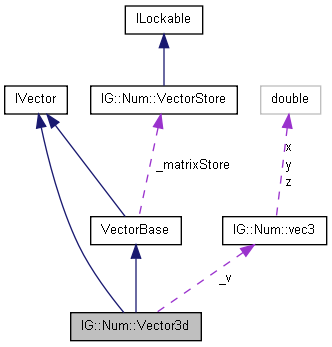 ILockable
IVector
IG::Num::VectorStore
double
_matrixStore
x
y
z
VectorBase
IG::Num::vec3
_v
IG::Num::Vector3d